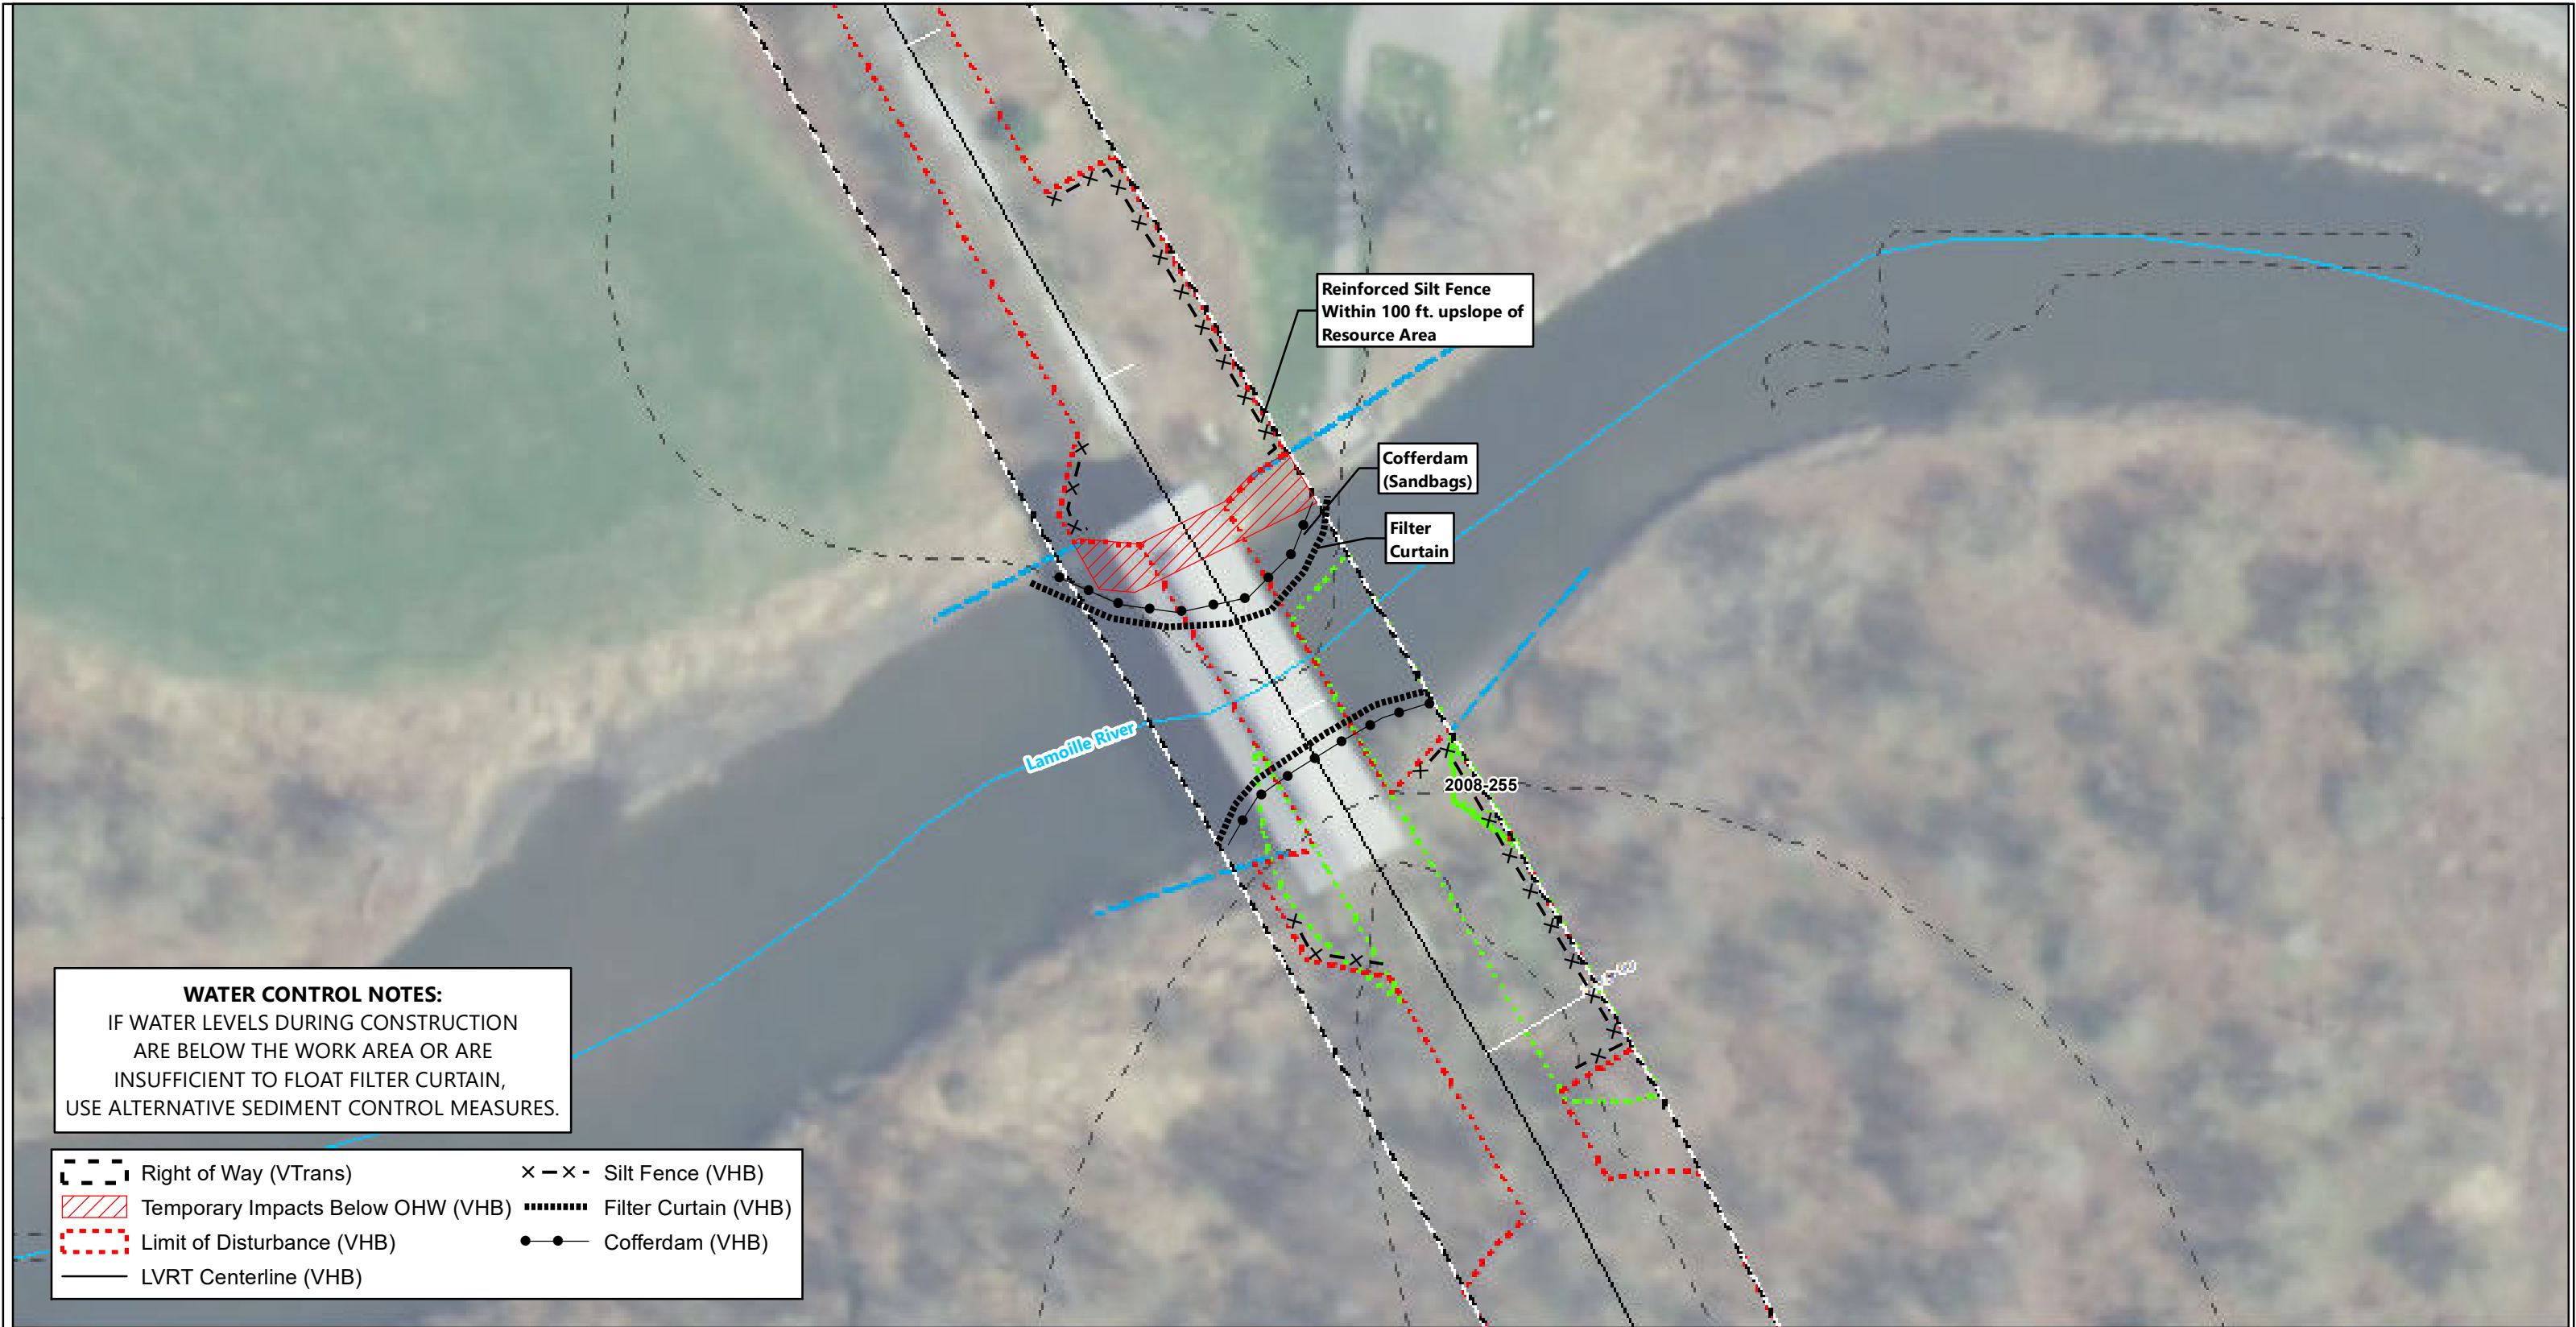 Reinforced Silt Fence
Within 100 ft. upslope of
Resource Area
Cofferdam
(Sandbags)
Filter
Curtain
Lamoille River
2008-255
WATER CONTROL NOTES:
IF WATER LEVELS DURING CONSTRUCTION
ARE BELOW THE WORK AREA OR ARE
INSUFFICIENT TO FLOAT FILTER CURTAIN,
USE ALTERNATIVE SEDIMENT CONTROL MEASURES.
Right of Way (VTrans)
Temporary Impacts Below OHW (VHB)
Limit of Disturbance (VHB)
LVRT Centerline (VHB)
Silt Fence (VHB)
Filter Curtain (VHB)
Cofferdam (VHB)